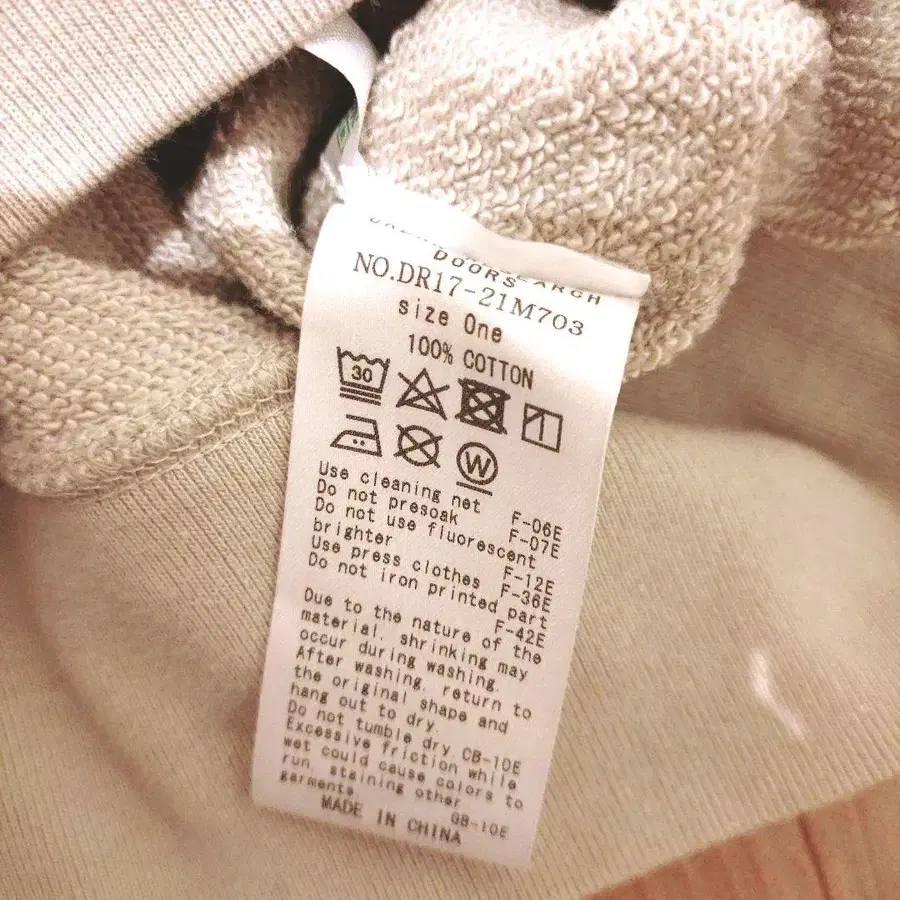 DOORS
NO.DR17-21M703
size One
100% COTTON
30
W
Use cleaning net F-06E
Do not presoak F-07E
Do not use fluorescent
brighter F-12E
Use press clothes F-36E
Do not iron printed part
F-42E
Due to the nature of the
material, shrinking may
occur during washing.
After washing, return to
the original shape and
hang out to dry.
Do not tumble dry CB-10E
Excessive friction while
wet could cause colors to
run, staining other
garments GB-10E
MADE IN CHINA